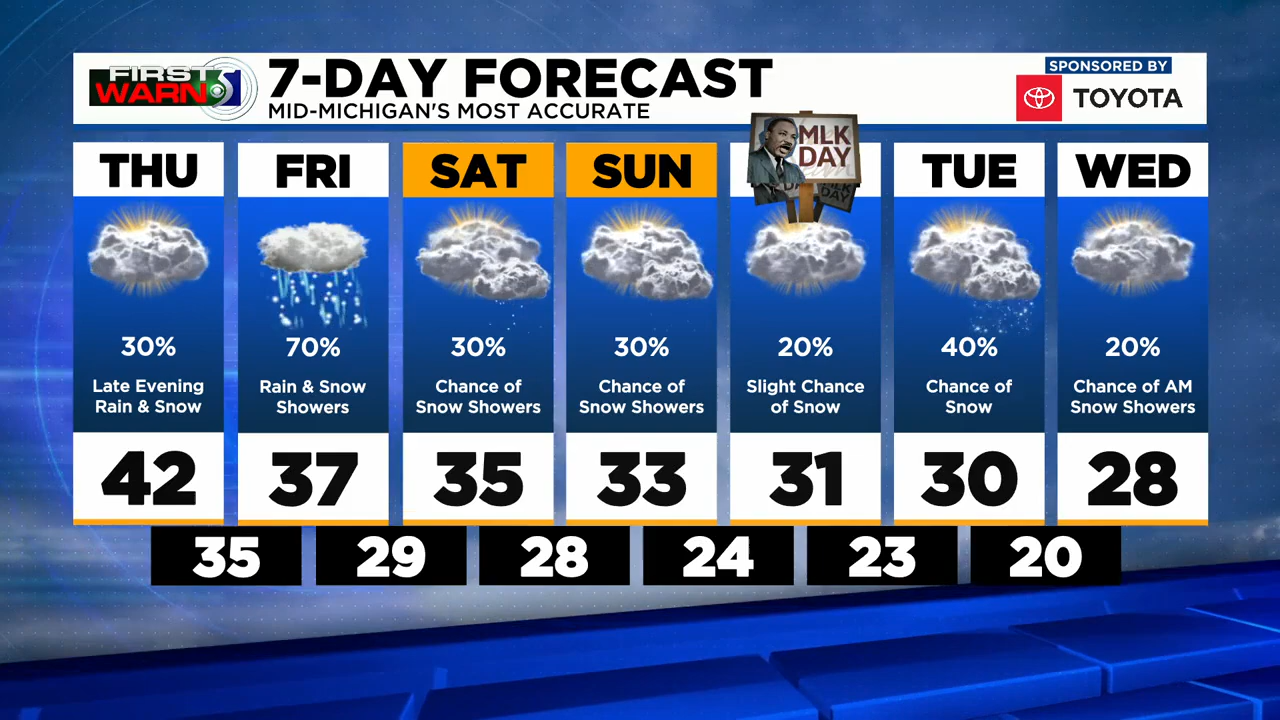 FIRST
WARN 5
7-DAY FORECAST
MID-MICHIGAN'S MOST ACCURATE
SPONSORED BY
TOYOTA
THU
30%
Late Evening
Rain & Snow
42
FRI
70%
Rain & Snow
Showers
37
SAT
30%
Chance of
Snow Showers
35
SUN
30%
Chance of
Snow Showers
33
MLK
DAY
20%
Slight Chance
of Snow
31
TUE
40%
Chance of
Snow
30
WED
20%
Chance of AM
Snow Showers
28
35
29
28
24
23
20